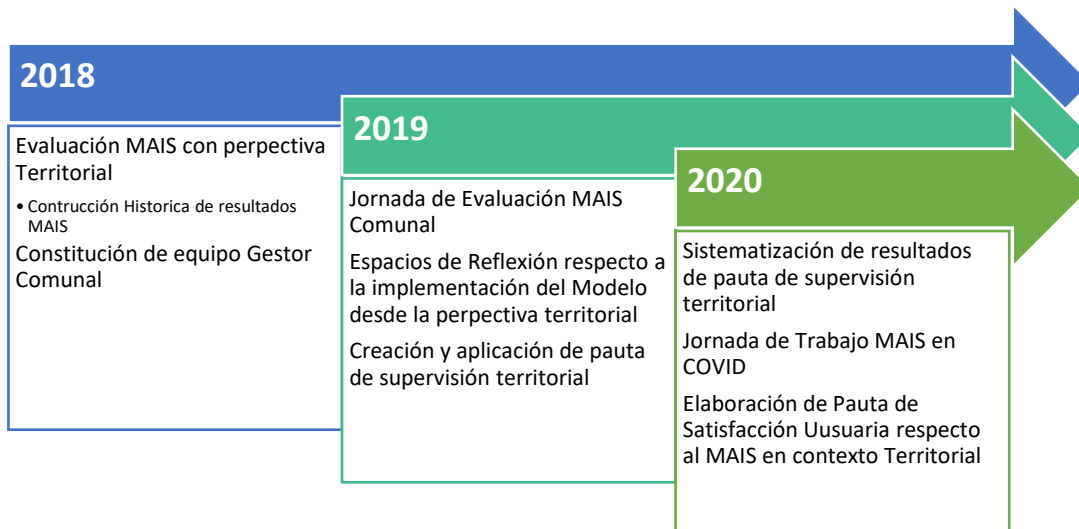 2018
Evaluación MAIS con perpectiva
Territorial
• Contrucción Historica de resultados
MAIS
Constitución de equipo Gestor
Comunal
2019
Jornada de Evaluación MAIS
Comunal
Espacios de Reflexión respecto a
la implementación del Modelo
desde la perpectiva territorial
Creación y aplicación de pauta
de supervisión territorial
2020
Sistematización de resultados
de pauta de supervisión
territorial
Jornada de Trabajo MAIS en
COVID
Elaboración de Pauta de
Satisfacción Uusuaria respecto
al MAIS en contexto Territorial